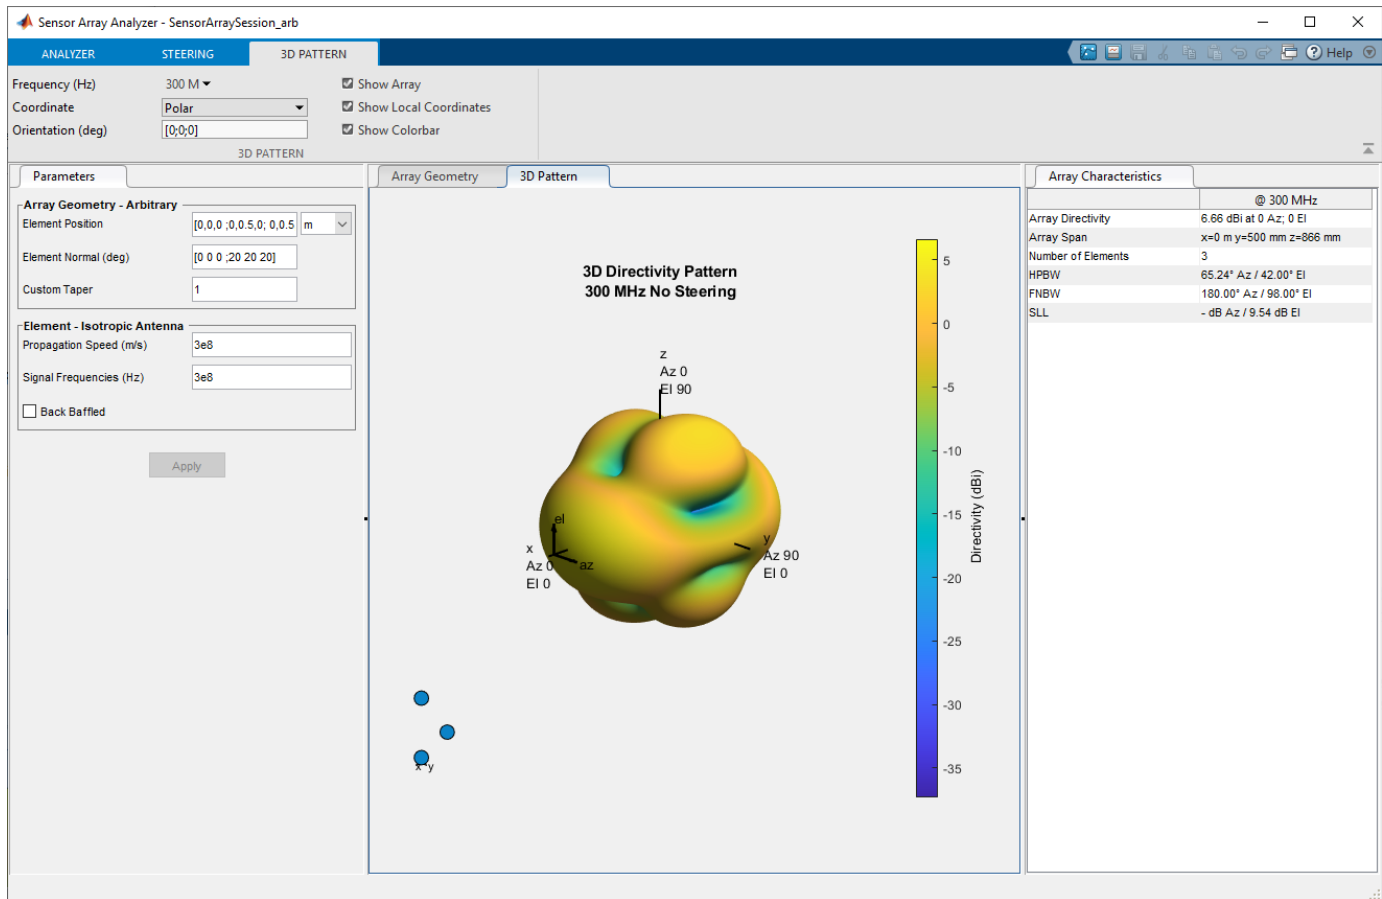 Sensor Array Analyzer - SensorArraySession_arb
ANALYZER STEERING 3D PATTERN
Help
Frequency (Hz) 300 M
Show Array
Coordinate Polar
Show Local Coordinates
Orientation (deg) [0;0;0]
Show Colorbar
3D PATTERN
Parameters
Array Geometry - Arbitrary
Element Position [0,0,0 ;0,0.5,0; 0,0.5 m
Element Normal (deg) [0 0 0 ;20 20 20]
Custom Taper 1
Element - Isotropic Antenna
Propagation Speed (m/s) 3e8
Signal Frequencies (Hz) 3e8
Back Baffled
Apply
Array Geometry 3D Pattern
3D Directivity Pattern
300 MHz No Steering
z
Az 0
El 90
el
az
x
Az 0
El 0
y
Az 90
El 0
x y
5
0
-5
-10
-15
-20
-25
-30
-35
Directivity (dBi)
Array Characteristics
@ 300 MHz
Array Directivity 6.66 dBi at 0 Az; 0 El
Array Span x=0 m y=500 mm z=866 mm
Number of Elements 3
HPBW 65.24° Az / 42.00° El
FNBW 180.00° Az / 98.00° El
SLL - dB Az / 9.54 dB El